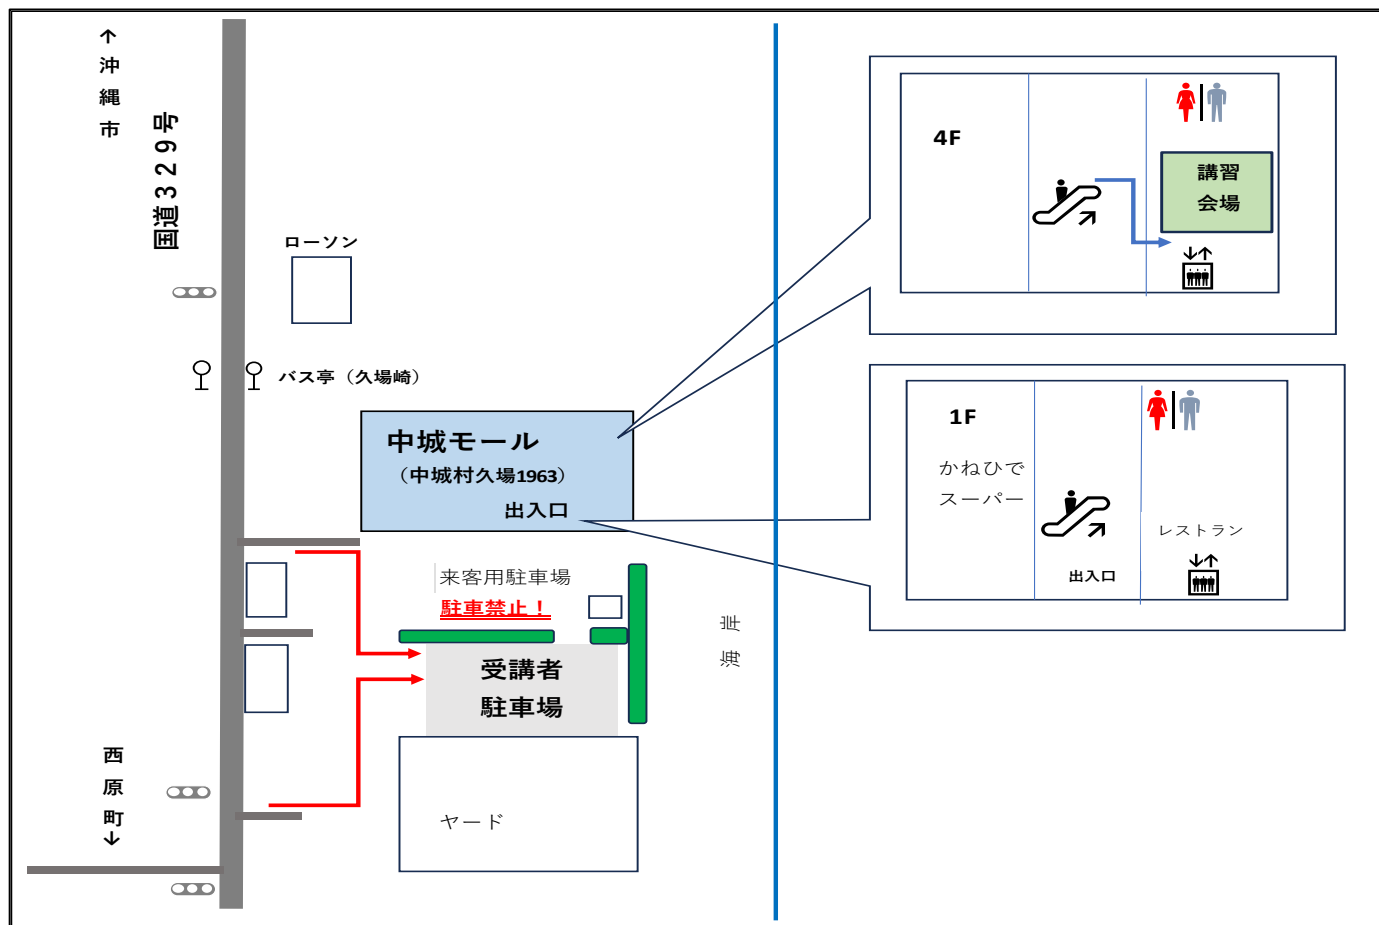 ↑沖縄市
国道329号
ローソン
バス亭（久場崎）
中城モール
（中城村久場1963）
出入口
来客用駐車場
駐車禁止！
受講者
駐車場
ヤード
西原町↓
海岸
4F
講習
会場
1F
かねひで
スーパー
レストラン
出入口